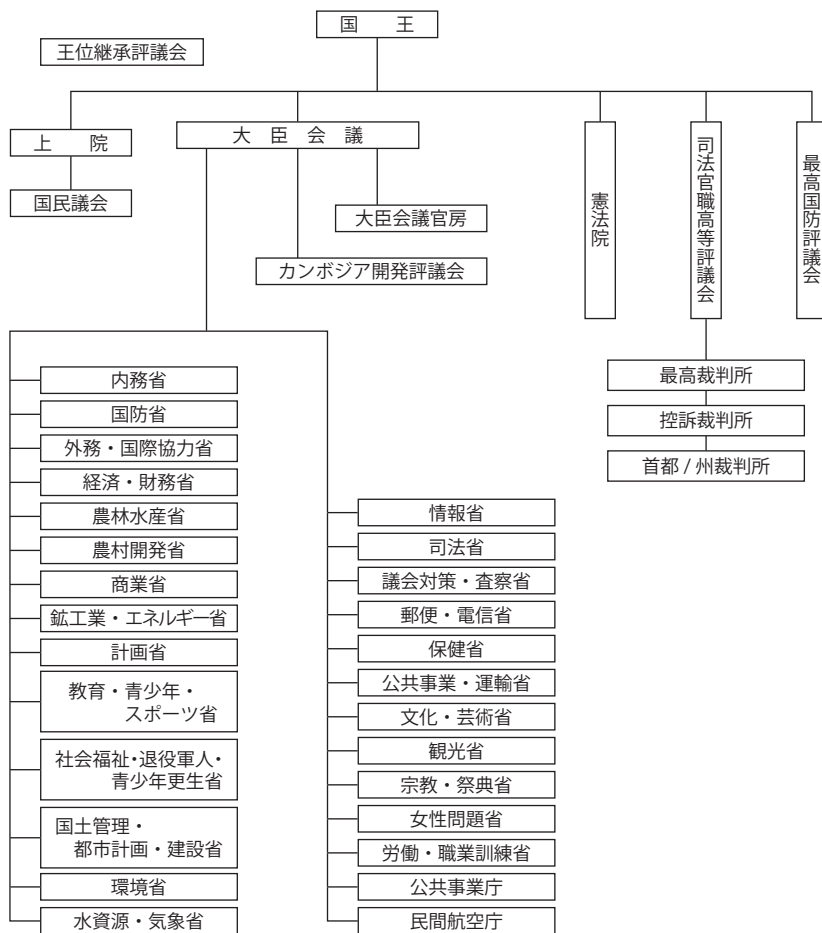 国　王
王位継承評議会
上　院
国民議会
大　臣　会　議
大臣会議官房
カンボジア開発評議会
憲法院
司法官職高等評議会
最高国防評議会
最高裁判所
控訴裁判所
首都 / 州裁判所
内務省
国防省
外務・国際協力省
経済・財務省
農林水産省
農村開発省
商業省
鉱工業・エネルギー省
計画省
教育・青少年・
スポーツ省
社会福祉・退役軍人・
青少年更生省
国土管理・
都市計画・建設省
環境省
水資源・気象省
情報省
司法省
議会対策・査察省
郵便・電信省
保健省
公共事業・運輸省
文化・芸術省
観光省
宗教・祭典省
女性問題省
労働・職業訓練省
公共事業庁
民間航空庁